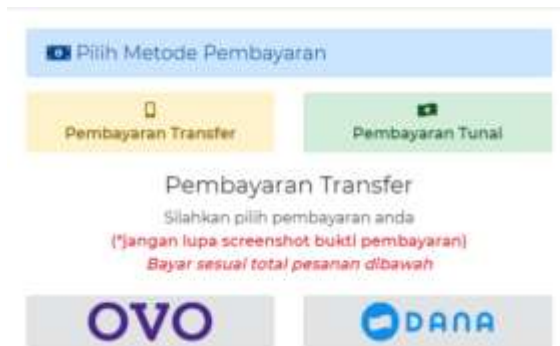 Pilih Metode Pembayaran
Pembayaran Transfer
Pembayaran Tunai
Pembayaran Transfer
Silahkan pilih pembayaran anda
(*jangan lupa screenshot bukti pembayaran)
Bayar sesuai total pesanan dibawah
OVO
DANA